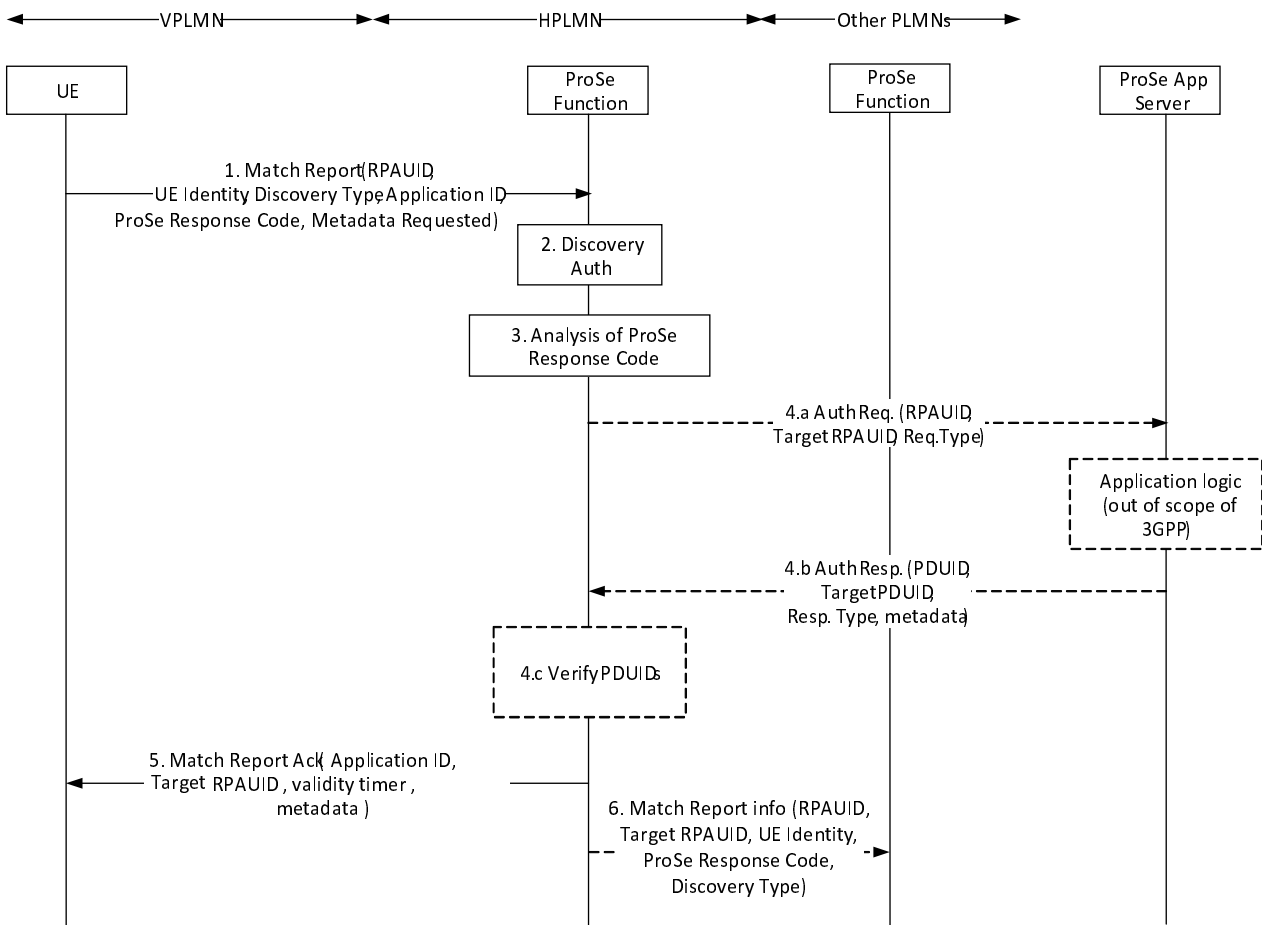 VPLMN
HPLMN
Other PLMNs
UE
ProSe
Function
ProSe
Function
ProSe App
Server
1. Match Report (RPAUID,
UE Identity, Discovery Type, Application ID,
ProSe Response Code, Metadata Requested)
2. Discovery
Auth
3. Analysis of ProSe
Response Code
4.a Auth Req. (RPAUID,
Target RPAUID, Req.Type)
Application logic
(out of scope of
3GPP)
4.b Auth Resp. (PDUID,
Target PDUID,
Resp. Type, metadata)
4.c Verify PDUIDs
5. Match Report Ack( Application ID,
Target RPAUID , validity timer ,
metadata )
6. Match Report info (RPAUID,
Target RPAUID, UE Identity,
ProSe Response Code,
Discovery Type)